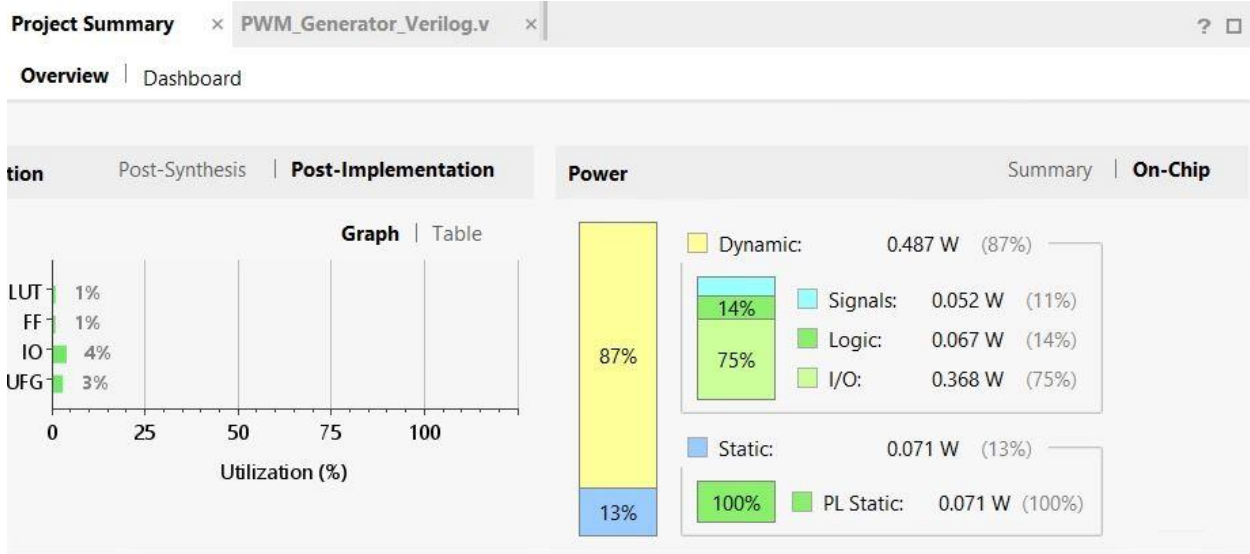 Project Summary × PWM_Generator_Verilog.v × ?
Overview | Dashboard
tion Post-Synthesis | Post-Implementation
Graph | Table
LUT 1%
FF 1%
IO 4%
UFG 3%
0 25 50 75 100
Utilization (%)
Power Summary | On-Chip
87%
13%
Dynamic: 0.487 W (87%)
14%
75%
Signals: 0.052 W (11%)
Logic: 0.067 W (14%)
I/O: 0.368 W (75%)
Static: 0.071 W (13%)
100% PL Static: 0.071 W (100%)